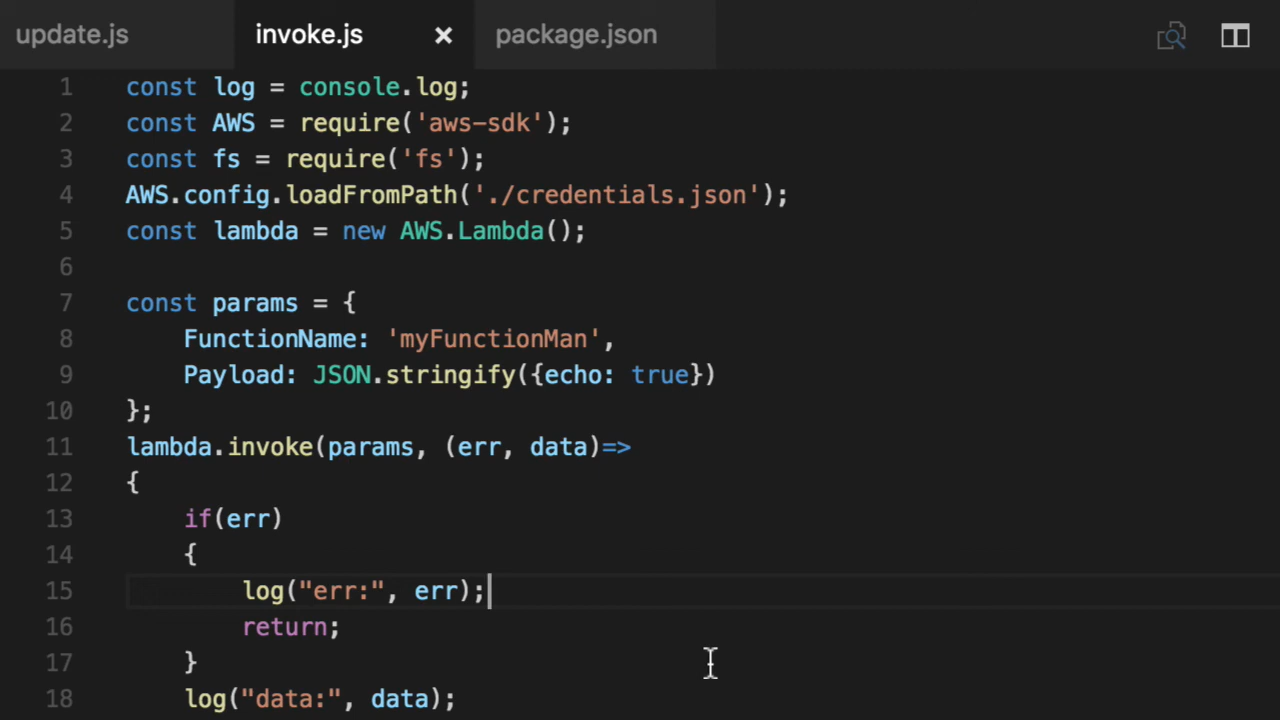 update.js invoke.js × package.json
1 const log = console.log;
2 const AWS = require('aws-sdk');
3 const fs = require('fs');
4 AWS.config.loadFromPath('./credentials.json');
5 const lambda = new AWS.Lambda();
6
7 const params = {
8     FunctionName: 'myFunctionMan',
9     Payload: JSON.stringify({echo: true})
10 };
11 lambda.invoke(params, (err, data)=>
12 {
13     if(err)
14     {
15         log("err:", err);
16         return;
17     }
18     log("data:", data);